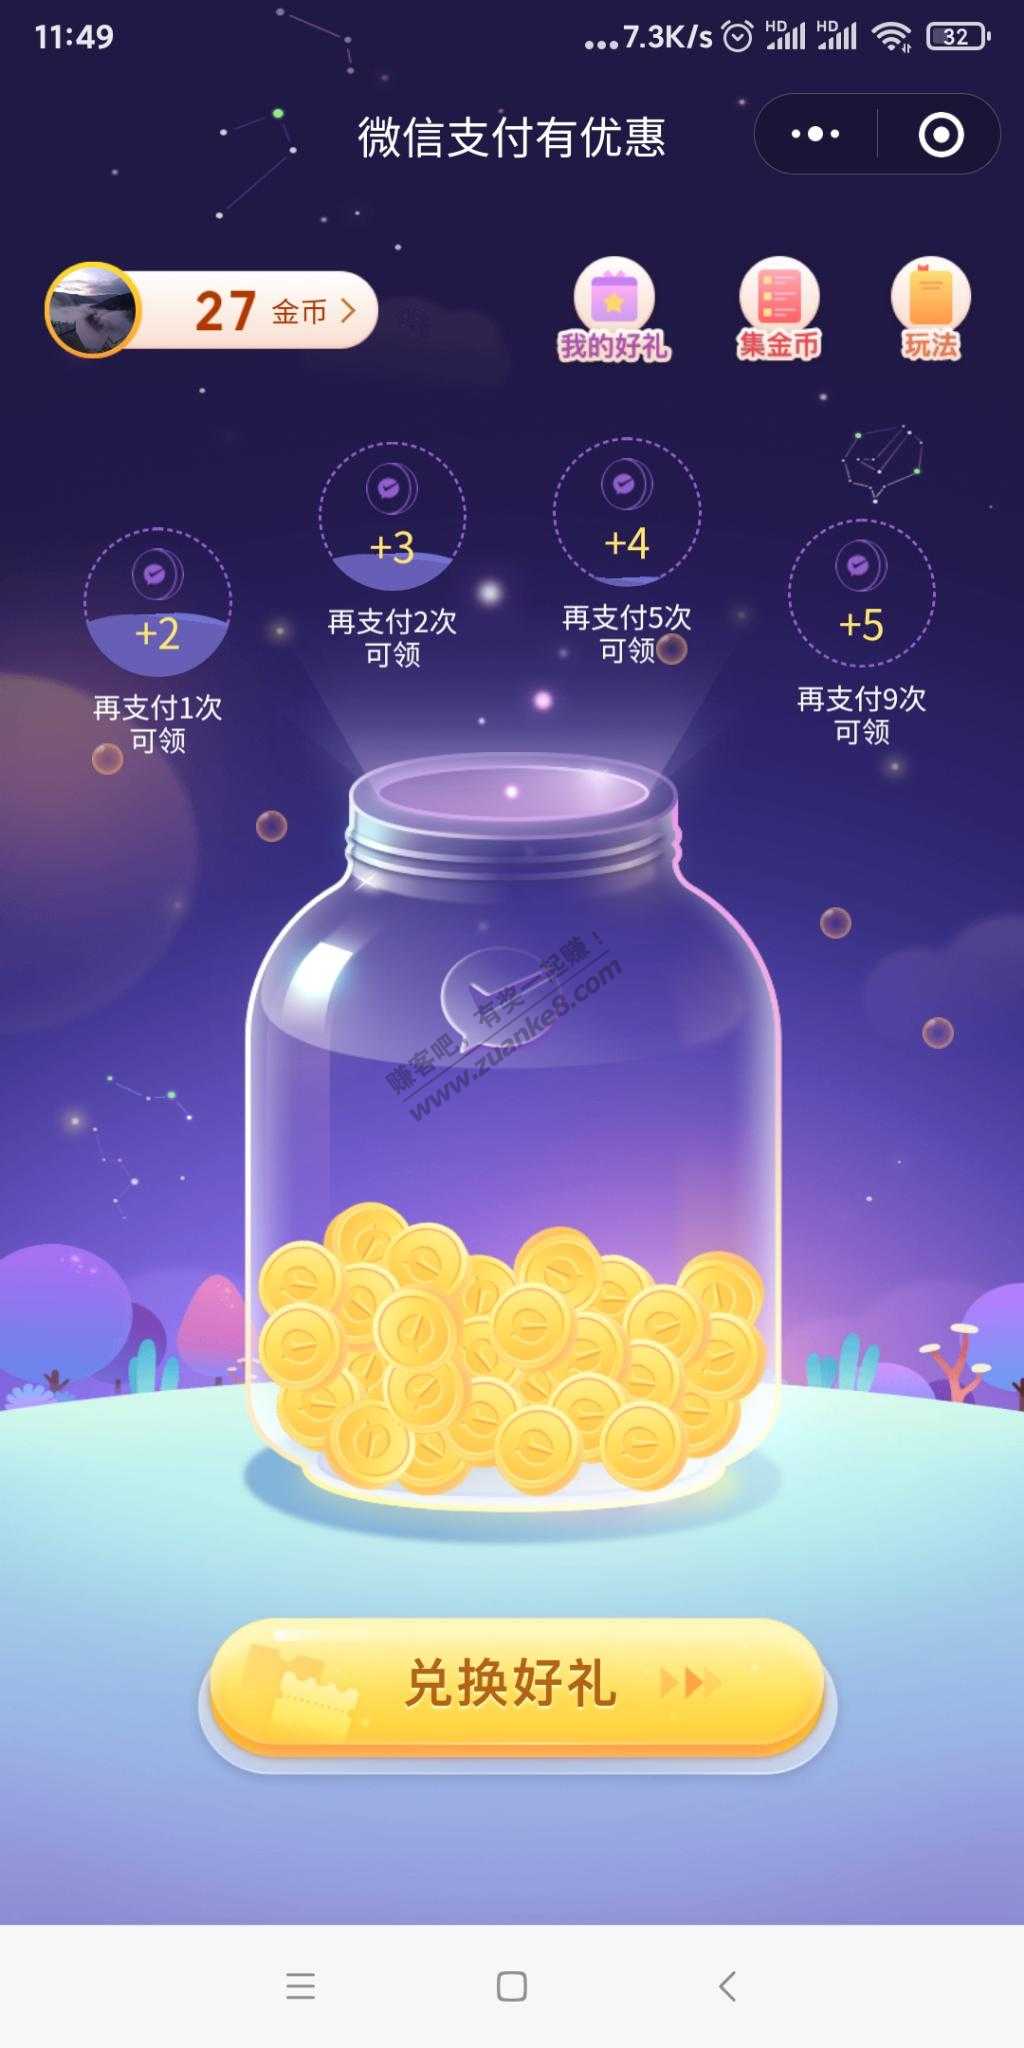 11:49
...7.3K/s
HD
HD
32
微信支付有优惠
27 金币
我的好礼
集金币
玩法
+3
+4
+2
+5
再支付2次
可领
再支付5次
可领
再支付1次
可领
再支付9次
可领
赚客吧，有奖一起赚！
www.zuanke8.com
兑换好礼